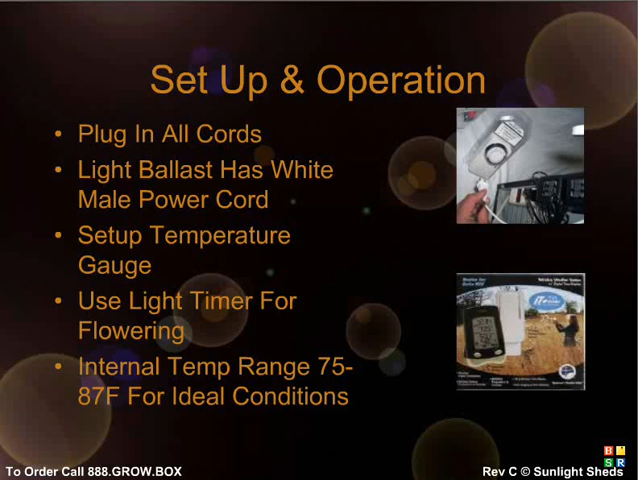 Set Up & Operation
• Plug In All Cords
• Light Ballast Has White
Male Power Cord
• Setup Temperature
Gauge
• Use Light Timer For
Flowering
• Internal Temp Range 75-
87F For Ideal Conditions
To Order Call 888.GROW.BOX
Rev C © Sunlight Sheds
B
S R